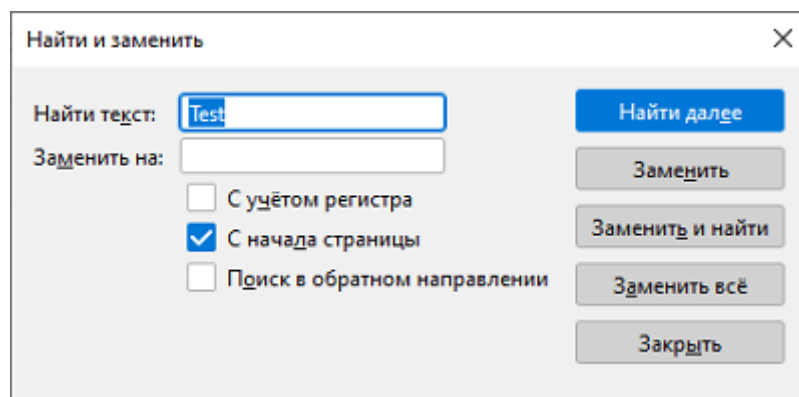 Найти и заменить
Найти текст: Test
Найти далее
Заменить на:
Заменить
С учётом регистра
С начала страницы
Заменить и найти
Поиск в обратном направлении
Заменить всё
Закрыть